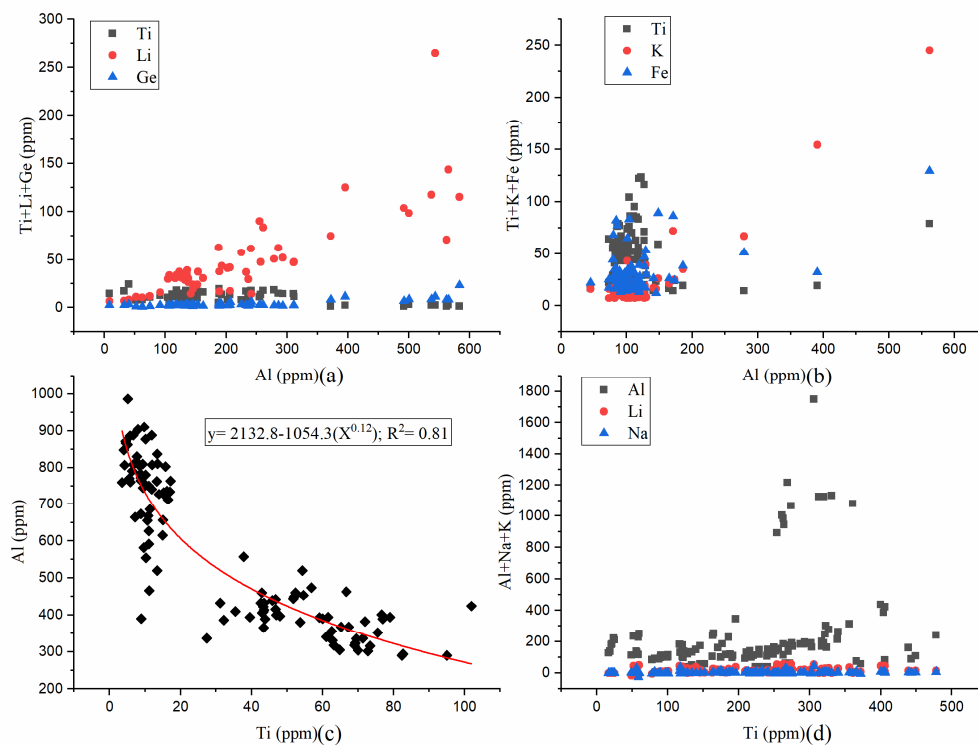 Ti
Li
Ge
300
250
200
150
100
50
0
Ti+Li+Ge (ppm)
0 100 200 300 400 500 600
Al (ppm)(a)
Ti
K
Fe
250
200
150
100
50
0
Ti+K+Fe (ppm)
0 100 200 300 400 500 600
Al (ppm)(b)
y= 2132.8-1054.3(X^0.12); R^2= 0.81
1000
900
800
700
600
500
400
300
200
Al (ppm)
0 20 40 60 80 100
Ti (ppm)(c)
Al
Li
Na
1800
1600
1400
1200
1000
800
600
400
200
0
Al+Na+K (ppm)
0 100 200 300 400 500
Ti (ppm)(d)